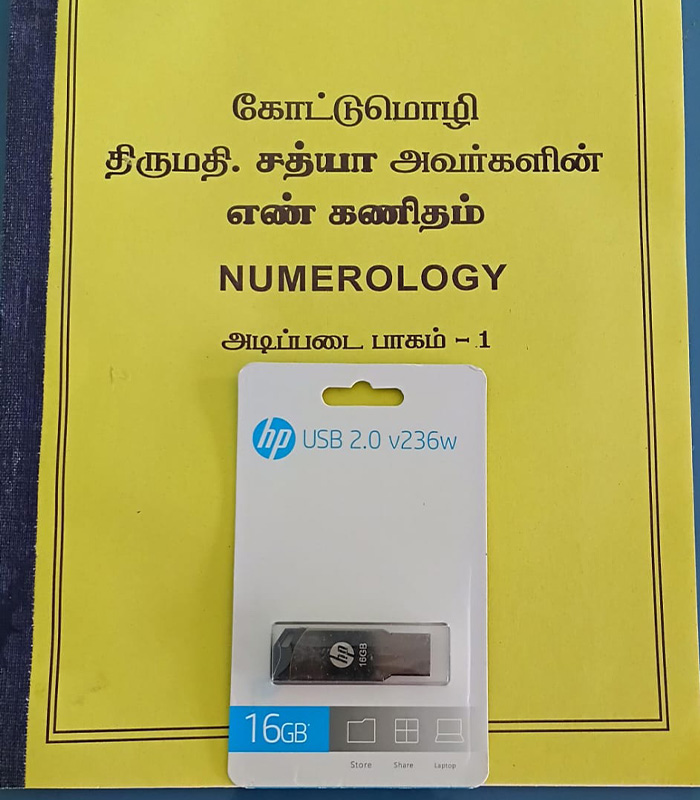 கோட்டுமொழி
திருமதி. சத்யா அவர்களின்
எண் கணிதம்
NUMEROLOGY
அடிப்படை பாகம் - 1
hp USB 2.0 v236w
hp 16GB
16GB
Store Share Laptop